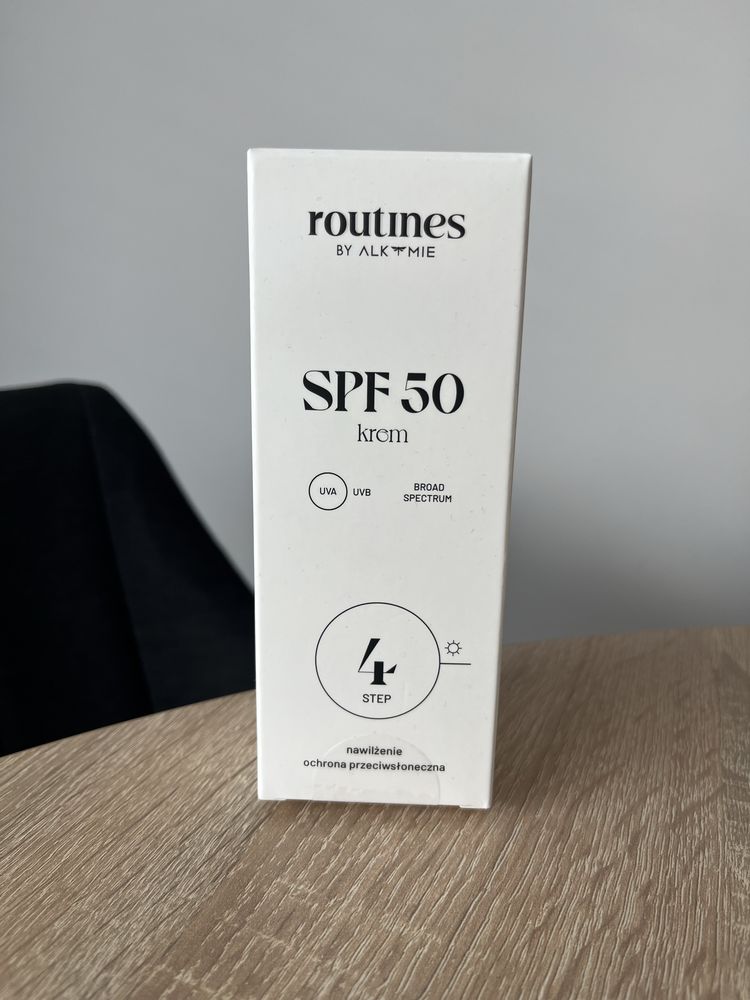 routines
BY ALKMIE
SPF 50
krem
UVA UVB
BROAD
SPECTRUM
4
STEP
nawilżenie
ochrona przeciwsłoneczna